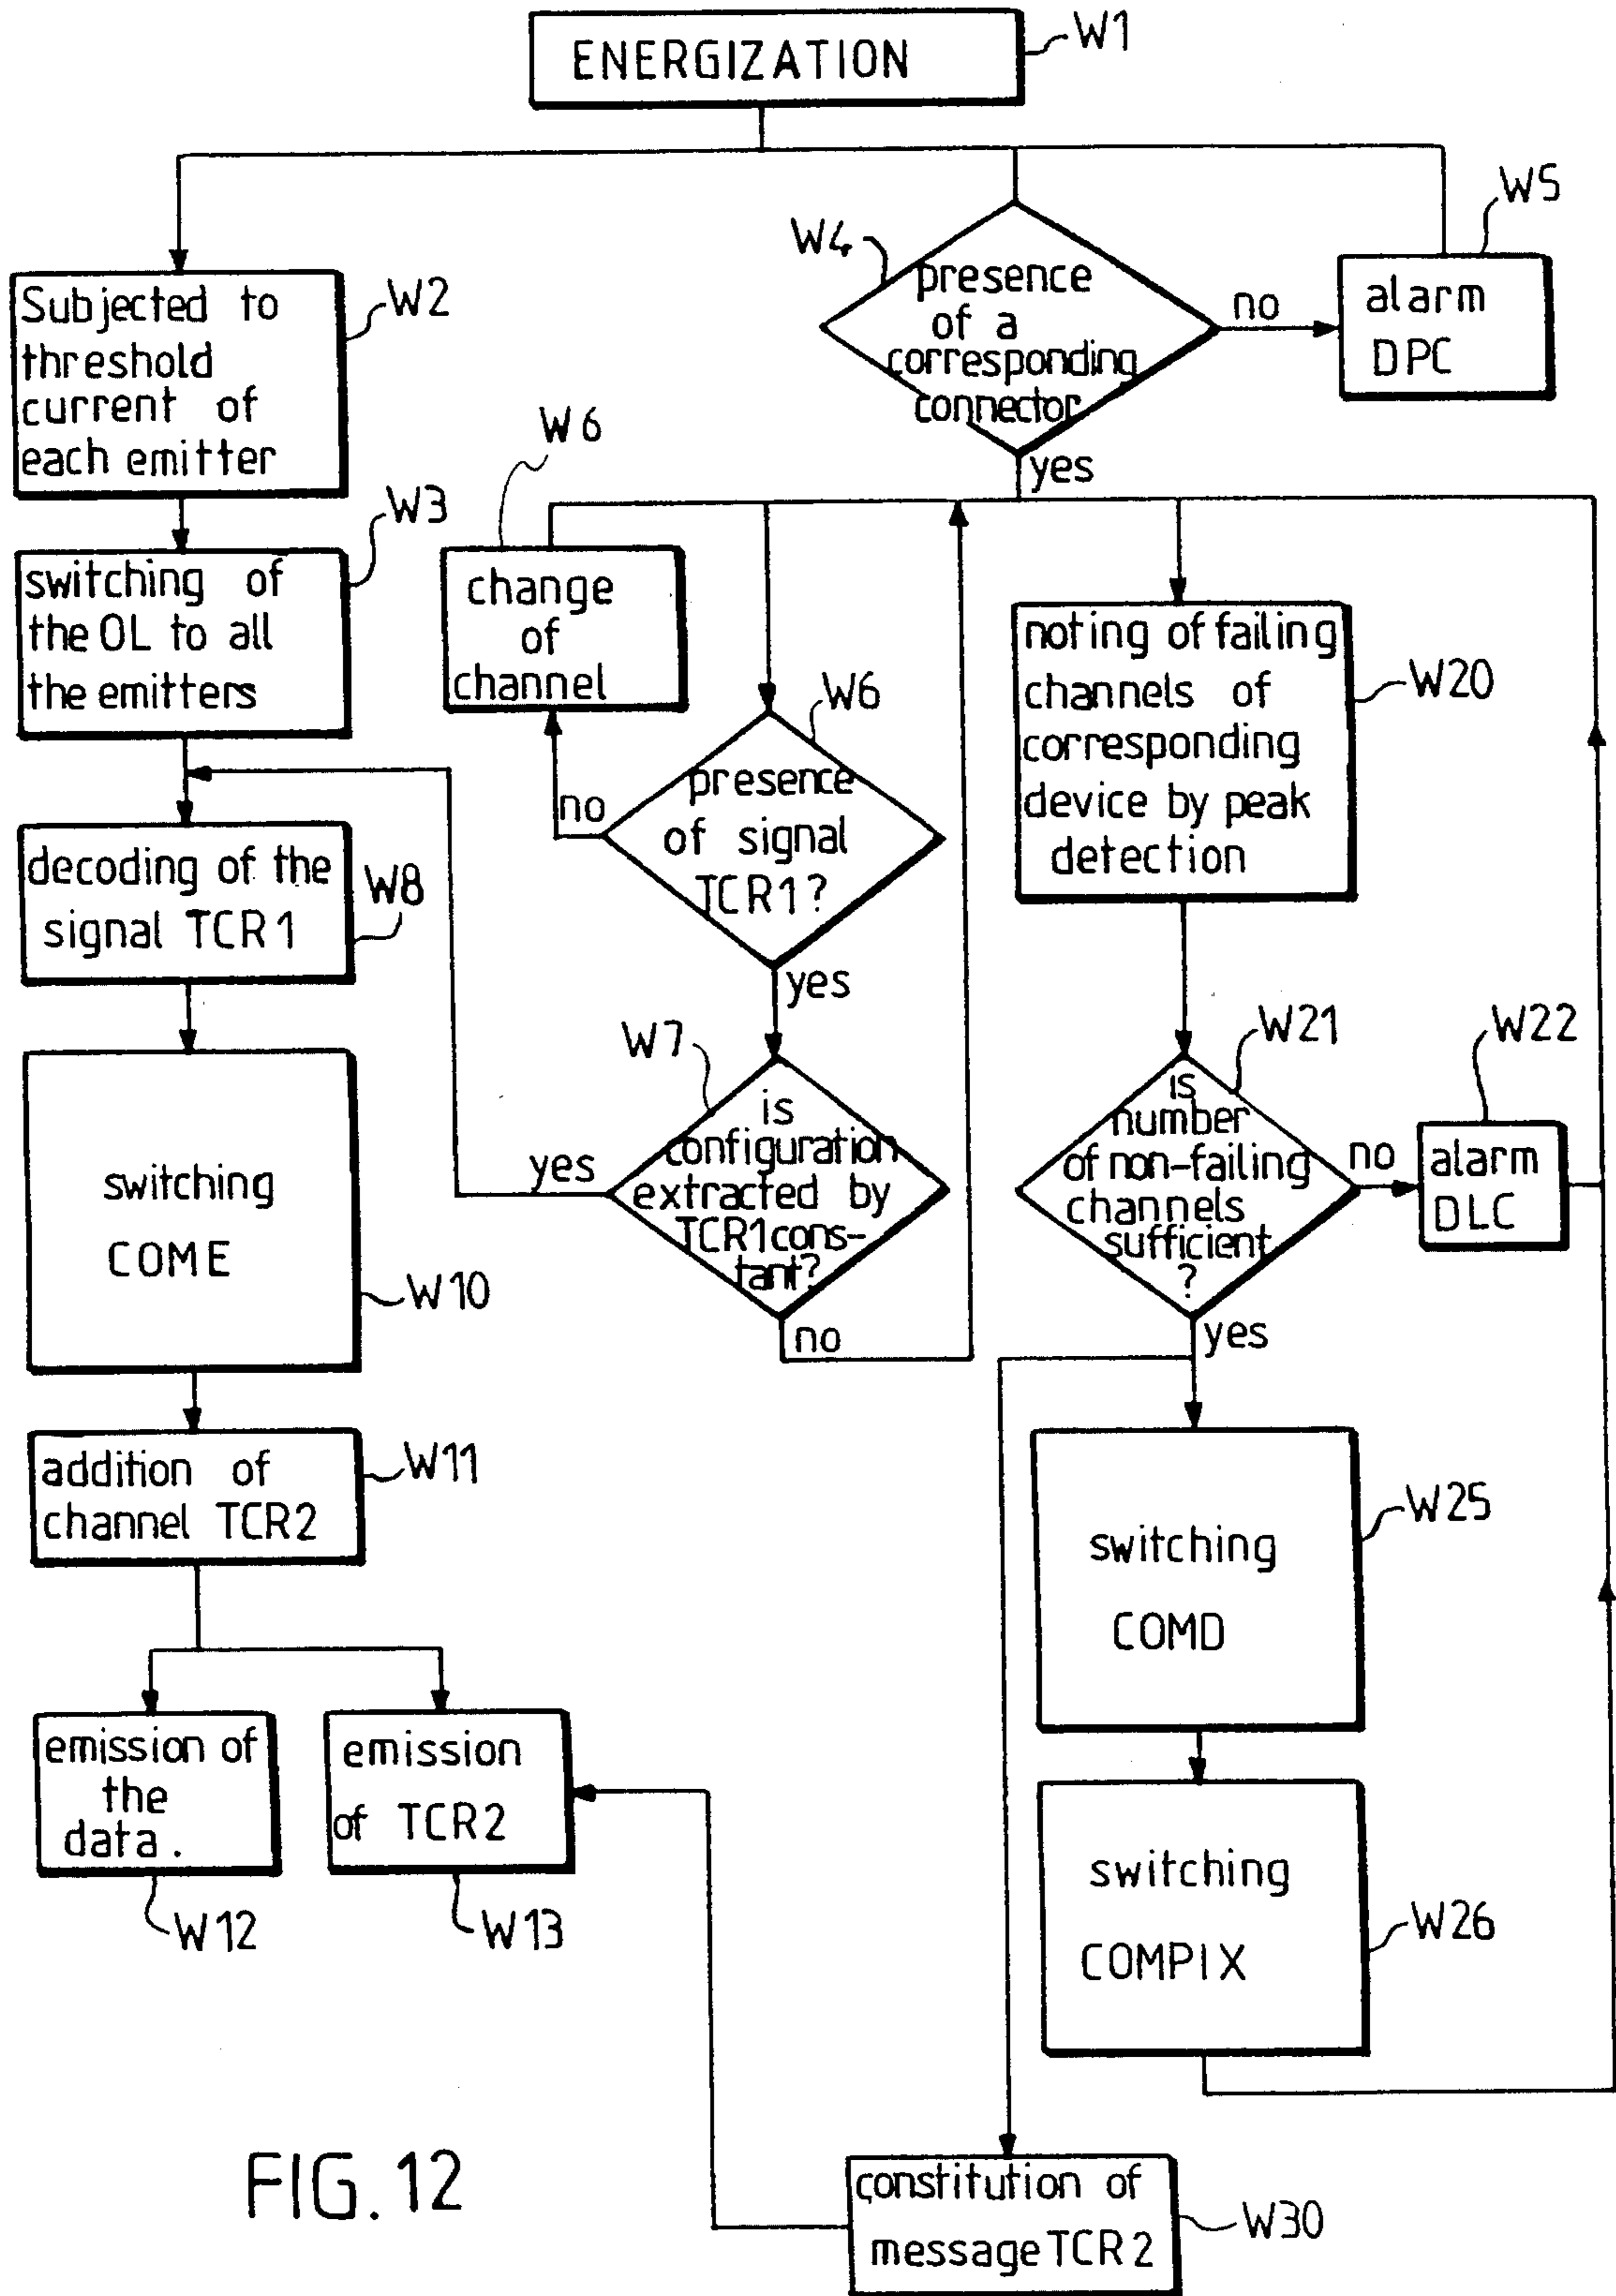 ENERGIZATION
W1
W4
presence
of a
corresponding
connector
no
W5
alarm
DPC
yes
Subjected to
threshold
current of
each emitter
W2
W3
switching of
the OL to all
the emitters
W6
change
of
channel
W6
presence
of signal
TCR1?
no
yes
noting of failing
channels of
corresponding
device by peak
detection
W20
decoding of the
signal TCR1
W8
W7
is
configuration
extracted by
TCR1 cons-
tant?
yes
no
W21
is
number
of non-failing
channels
sufficient
?
no
W22
alarm
DLC
yes
switching
COME
W10
addition of
channel TCR2
W11
switching
COMD
W25
emission of
the
data.
W12
emission
of TCR2
W13
switching
COMPIX
W26
constitution of
message TCR2
W30
FIG. 12